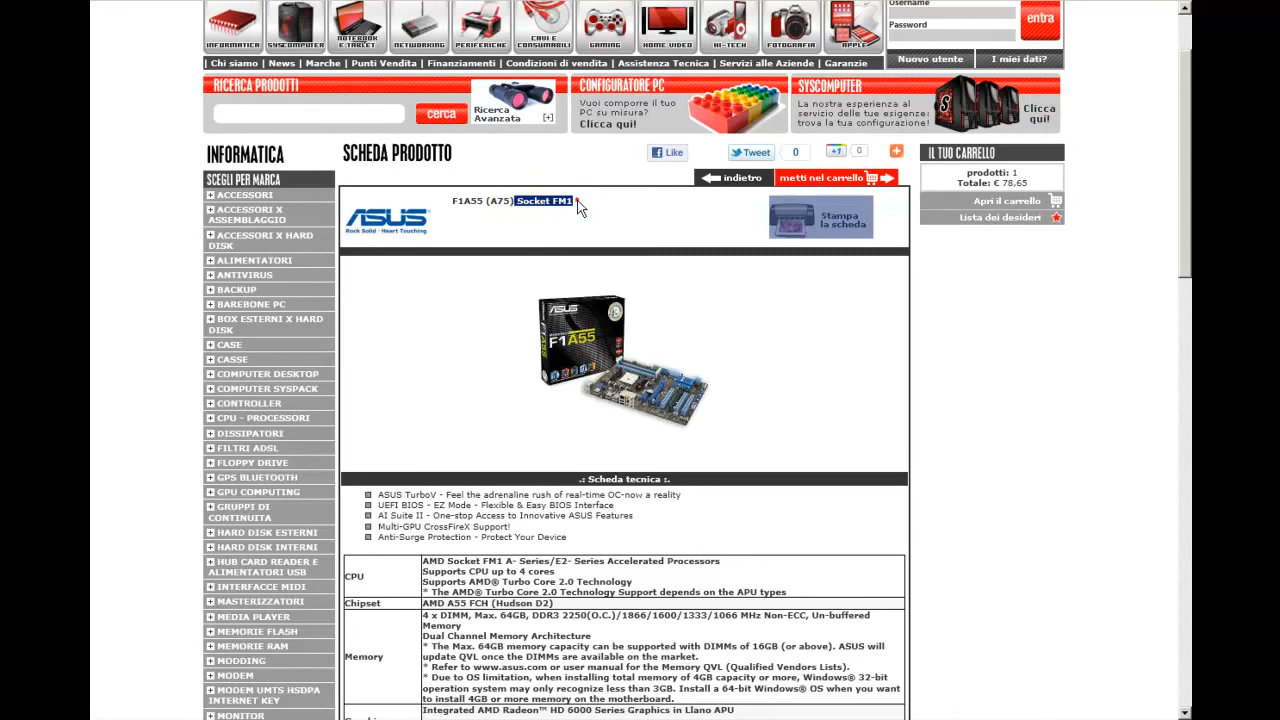 Username
Password
entra
INFORMATICA
SYSCOMPUTER
NOTEBOOK E TABLET
NETWORKING
PERIFERICHE
CAVI E CONSUMABILI
GAMING
HOME VIDEO
HI-TECH
FOTOGRAFIA
APPLE
| Chi siamo | News | Marche | Punti Vendita | Finanziamenti | Condizioni di vendita | Assistenza Tecnica | Servizi alle Aziende | Garanzie
Nuovo utente
I miei dati?
RICERCA PRODOTTI
cerca
Ricerca
Avanzata
[+]
CONFIGURATORE PC
Vuoi comporre il tuo
PC su misura?
Clicca qui!
SYSCOMPUTER
La nostra esperienza al
servizio delle tue esigenze:
trova la tua configurazione!
Clicca
qui!
INFORMATICA
SCEGLI PER MARCA
ACCESSORI
ACCESSORI X
ASSEMBLAGGIO
ACCESSORI X HARD
DISK
ALIMENTATORI
ANTIVIRUS
BACKUP
BAREBONE PC
BOX ESTERNI X HARD
DISK
CASE
CASSE
COMPUTER DESKTOP
COMPUTER SYSPACK
CONTROLLER
CPU - PROCESSORI
DISSIPATORI
FILTRI ADSL
FLOPPY DRIVE
GPS BLUETOOTH
GPU COMPUTING
GRUPPI DI
CONTINUITA
HARD DISK ESTERNI
HARD DISK INTERNI
HUB CARD READER E
ALIMENTATORI USB
INTERFACCE MIDI
MASTERIZZATORI
MEDIA PLAYER
MEMORIE FLASH
MEMORIE RAM
MODDING
MODEM
MODEM UMTS HSDPA
INTERNET KEY
MONITOR
SCHEDA PRODOTTO
Like
Tweet
0
+1
0
indietro
metti nel carrello
F1A55 (A75) Socket FM1
ASUS
Rock Solid · Heart Touching
Stampa
la scheda
ASUS
F1A55
.: Scheda tecnica :.
ASUS TurboV - Feel the adrenaline rush of real-time OC-now a reality
UEFI BIOS - EZ Mode - Flexible & Easy BIOS Interface
AI Suite II - One-stop Access to Innovative ASUS Features
Multi-GPU CrossFireX Support!
Anti-Surge Protection - Protect Your Device
CPU
AMD Socket FM1 A- Series/E2- Series Accelerated Processors
Supports CPU up to 4 cores
Supports AMD® Turbo Core 2.0 Technology
* The AMD® Turbo Core 2.0 Technology Support depends on the APU types
Chipset
AMD A55 FCH (Hudson D2)
Memory
4 x DIMM, Max. 64GB, DDR3 2250(O.C.)/1866/1600/1333/1066 MHz Non-ECC, Un-buffered
Memory
Dual Channel Memory Architecture
* The Max. 64GB memory capacity can be supported with DIMMs of 16GB (or above). ASUS will
update QVL once the DIMMs are available on the market.
* Refer to www.asus.com or user manual for the Memory QVL (Qualified Vendors Lists).
* Due to OS limitation, when installing total memory of 4GB capacity or more, Windows® 32-bit
operation system may only recognize less than 3GB. Install a 64-bit Windows® OS when you want
to install 4GB or more memory on the motherboard.
Integrated AMD Radeon™ HD 6000 Series Graphics in Llano APU
IL TUO CARRELLO
prodotti: 1
Totale: € 78,65
Apri il carrello
Lista dei desideri